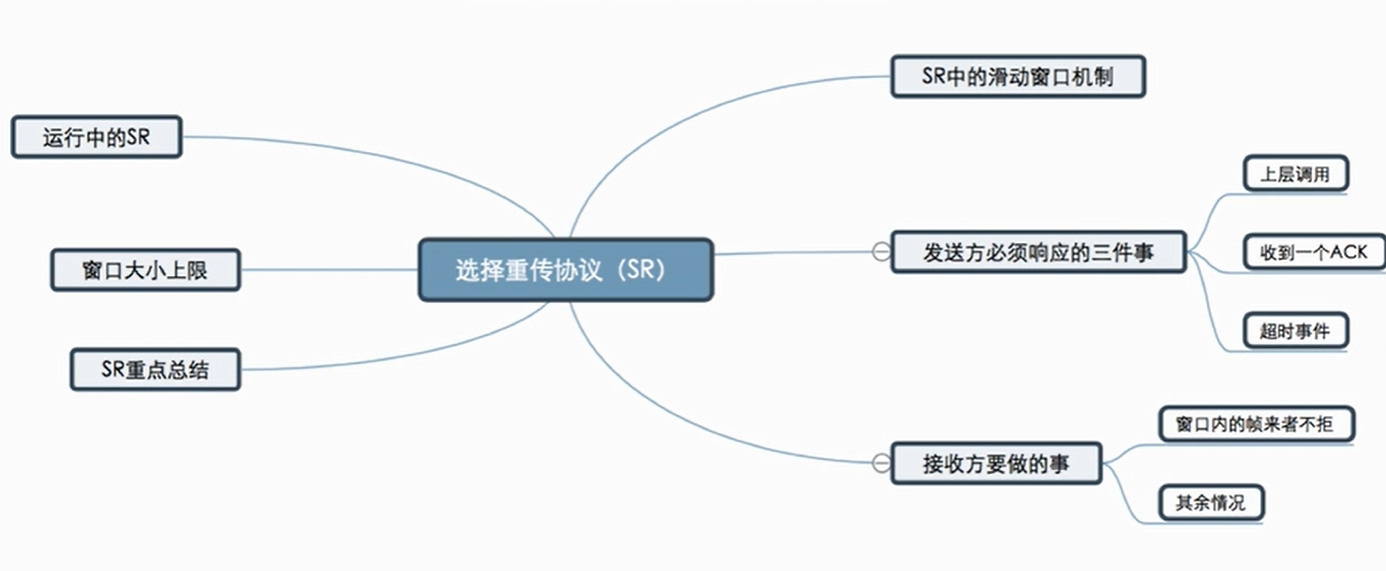 选择重传协议（SR）
SR中的滑动窗口机制
发送方必须响应的三件事
上层调用
收到一个ACK
超时事件
接收方要做的事
窗口内的帧来者不拒
其余情况
运行中的SR
窗口大小上限
SR重点总结